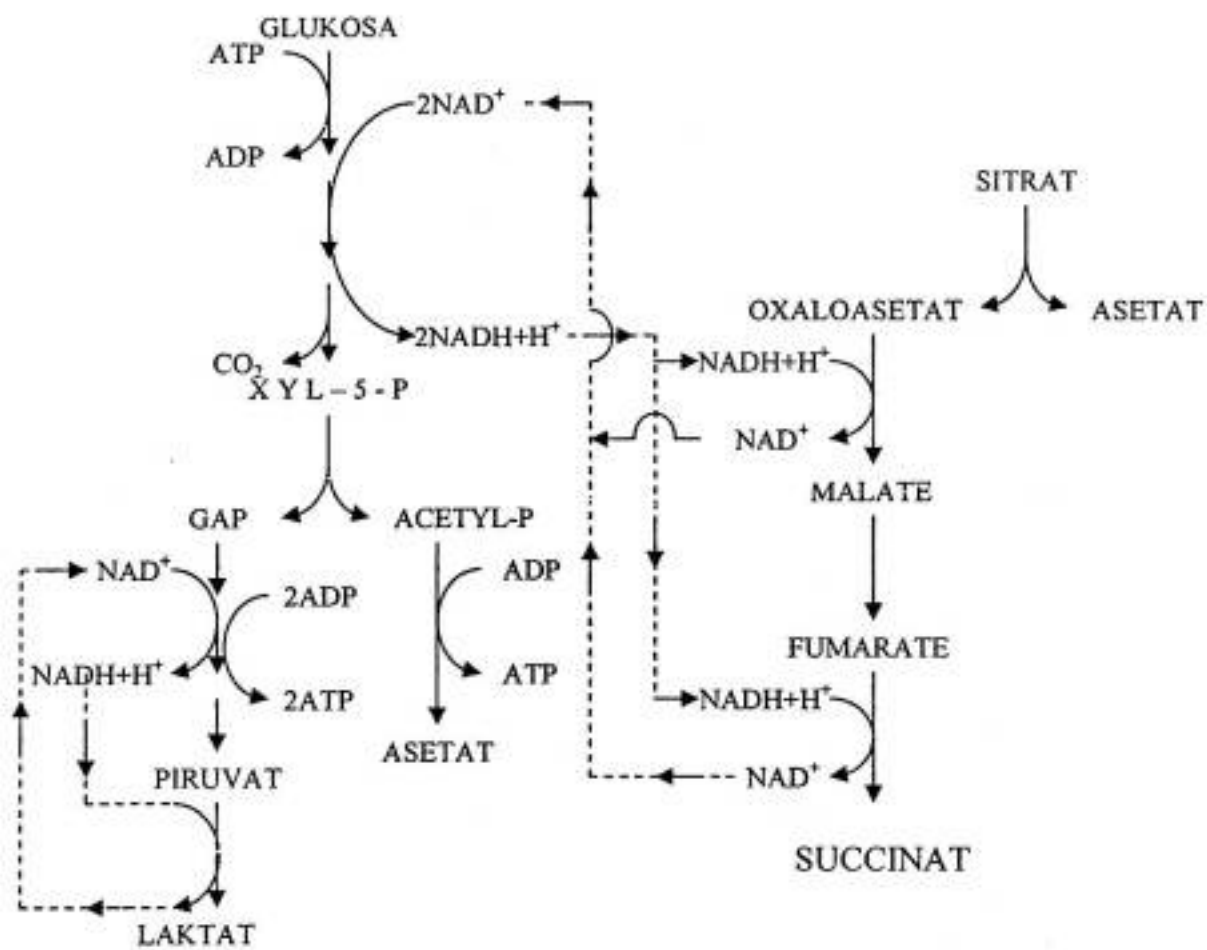 GLUKOSA
ATP
2NAD⁺
ADP
SITRAT
OXALOASETAT
ASETAT
2NADH+H⁺
NADH+H⁺
CO₂
X Y L – 5 - P
NAD⁺
MALATE
GAP
ACETYL-P
NAD⁺
ADP
2ADP
FUMARATE
NADH+H⁺
ATP
2ATP
NADH+H⁺
ASETAT
PIRUVAT
NAD⁺
SUCCINAT
LAKTAT